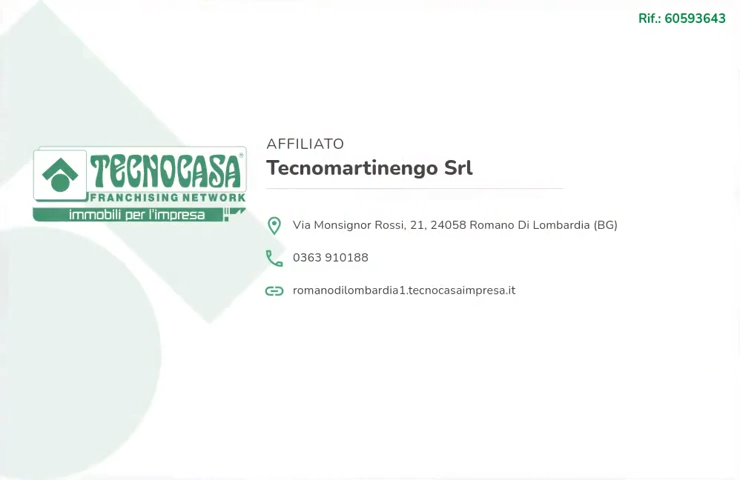 Rif.: 60593643
AFFILIATO
Tecnomartinengo Srl
TECNOCASA®
FRANCHISING NETWORK
immobili per l'impresa
Via Monsignor Rossi, 21, 24058 Romano Di Lombardia (BG)
0363 910188
romanodilombardia1.tecnocasaimpresa.it